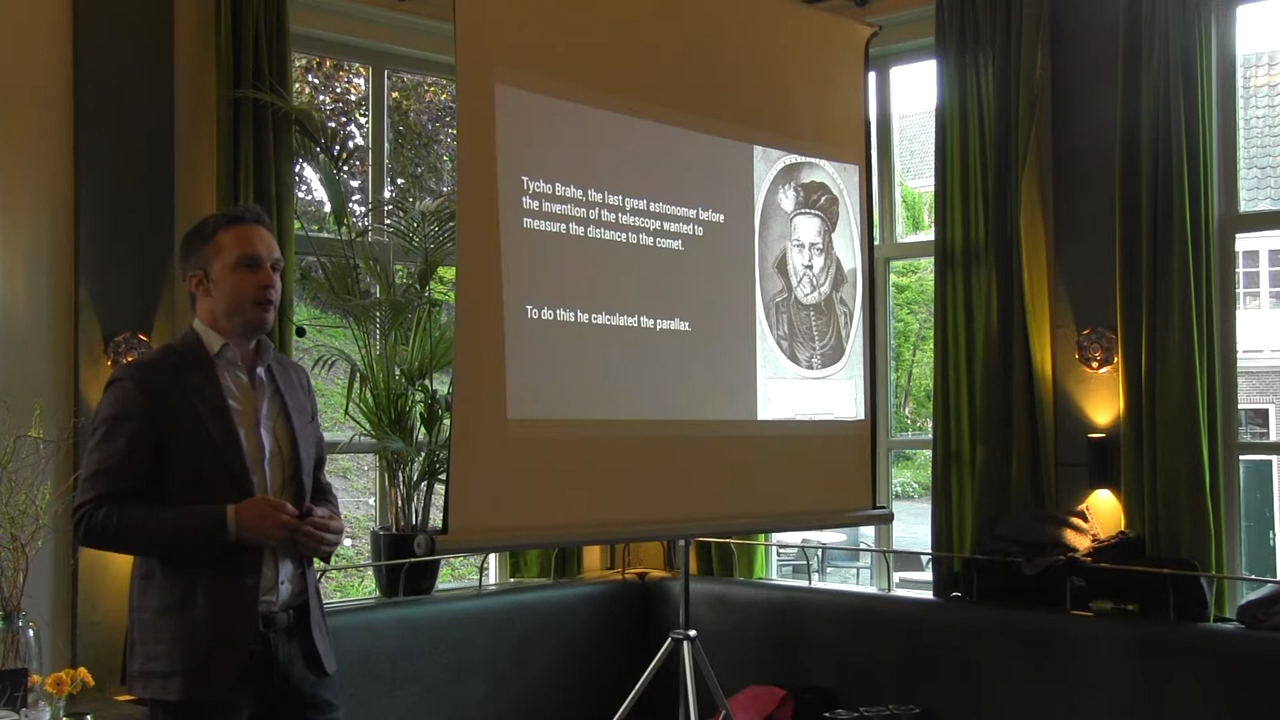 Tycho Brahe, the last great astronomer before
the invention of the telescope wanted to
measure the distance to the comet.
To do this he calculated the parallax.